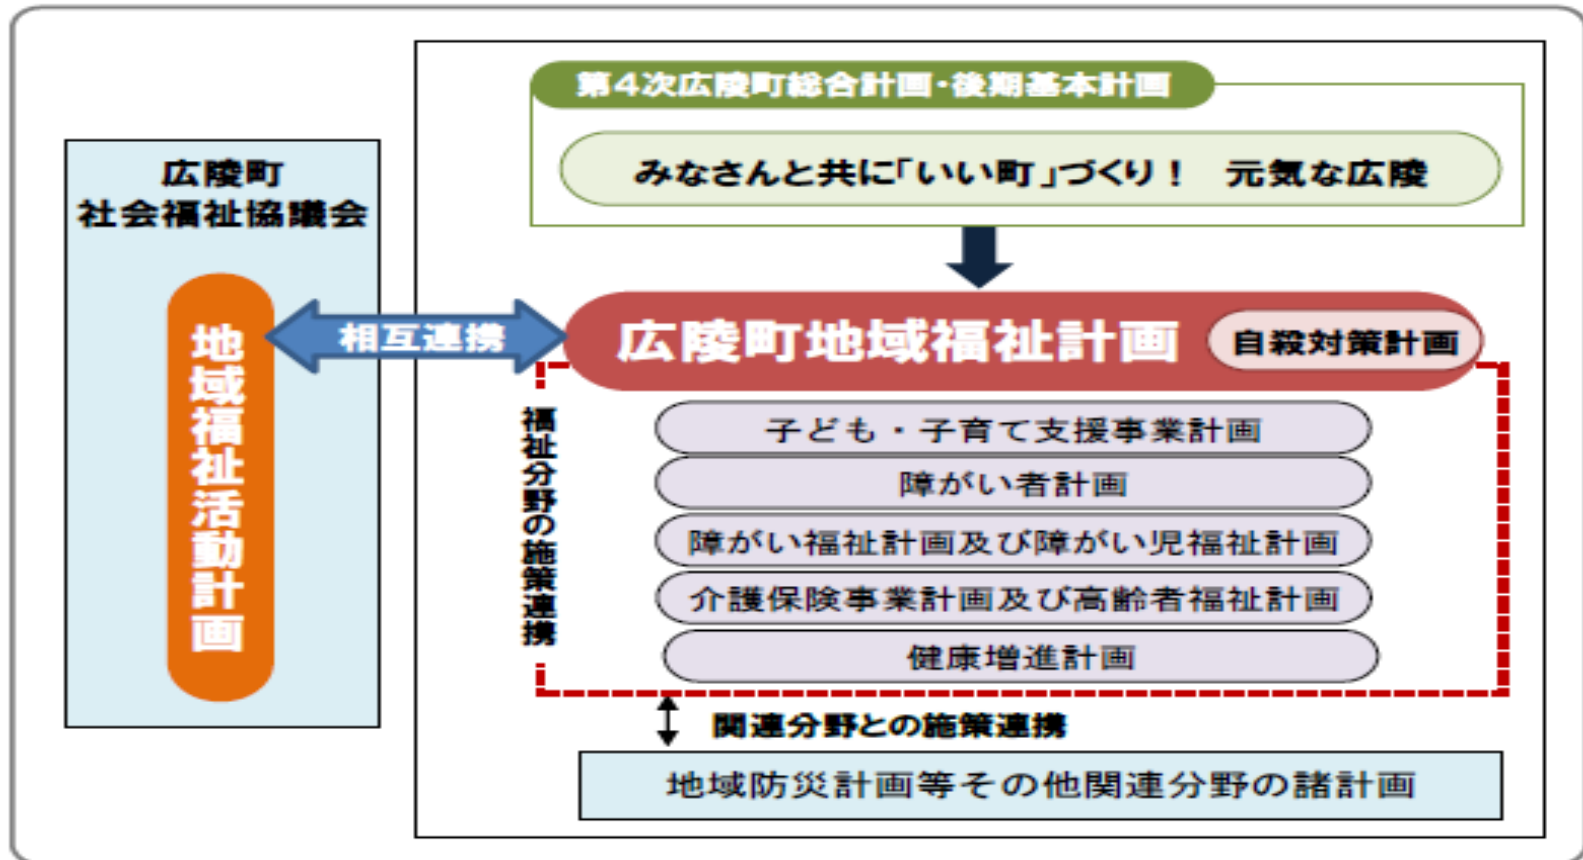 第4次広陵町総合計画・後期基本計画
みなさんと共に「いい町」づくり！　元気な広陵
広陵町
社会福祉協議会
地域福祉活動計画
相互連携
広陵町地域福祉計画
自殺対策計画
福祉分野の施策連携
子ども・子育て支援事業計画
障がい者計画
障がい福祉計画及び障がい児福祉計画
介護保険事業計画及び高齢者福祉計画
健康増進計画
関連分野との施策連携
地域防災計画等その他関連分野の諸計画